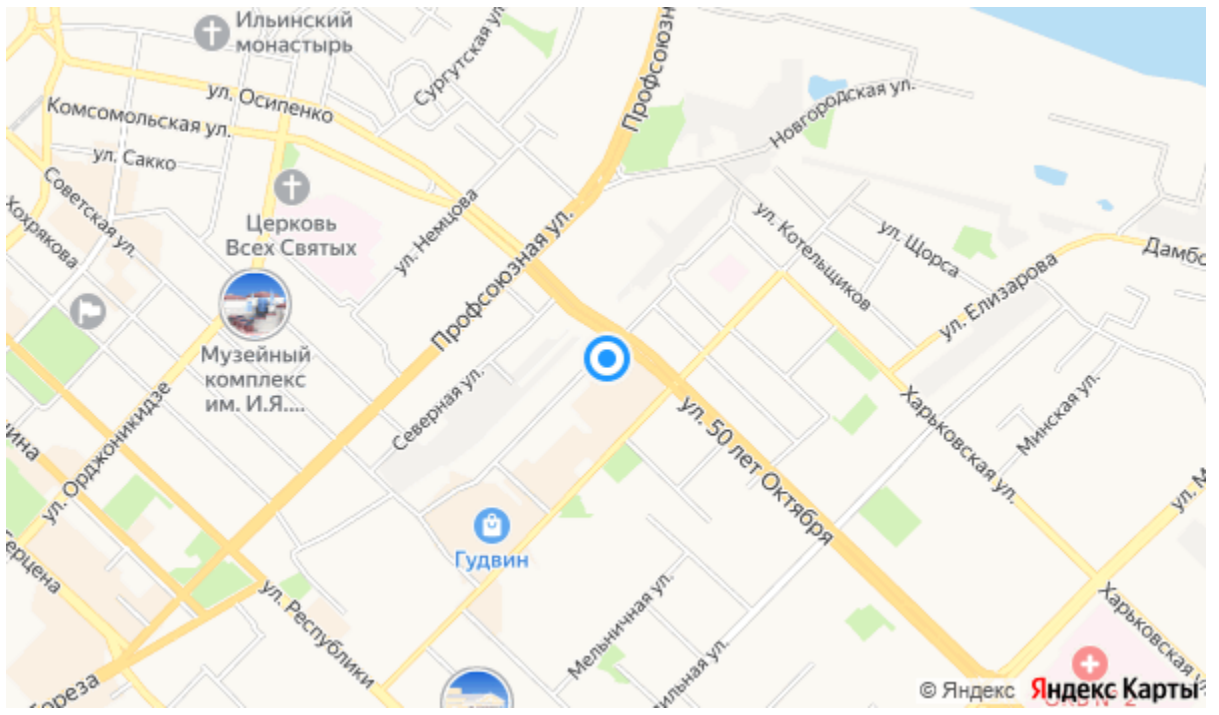 Ильинский
монастырь
Сургутская ул.
Профсоюзн
ул. Осипенко
Комсомольская ул.
Новгородская ул.
ул. Сакко
Советская ул.
Хохрякова
Церковь
Всех Святых
ул. Немцова
Профсоюзная ул.
ул. Котельщиков
ул. Щорса
Дамбо
ул. Елизарова
Музейный
комплекс
им. И.Я....
Северная ул.
ул. 50 лет Октября
Харьковская ул.
Минская ул.
ул. Орджоникидзе
ул. М
Гудвин
ул. Республики
Мельничная ул.
Харьковская
© Яндекс Яндекс Карты